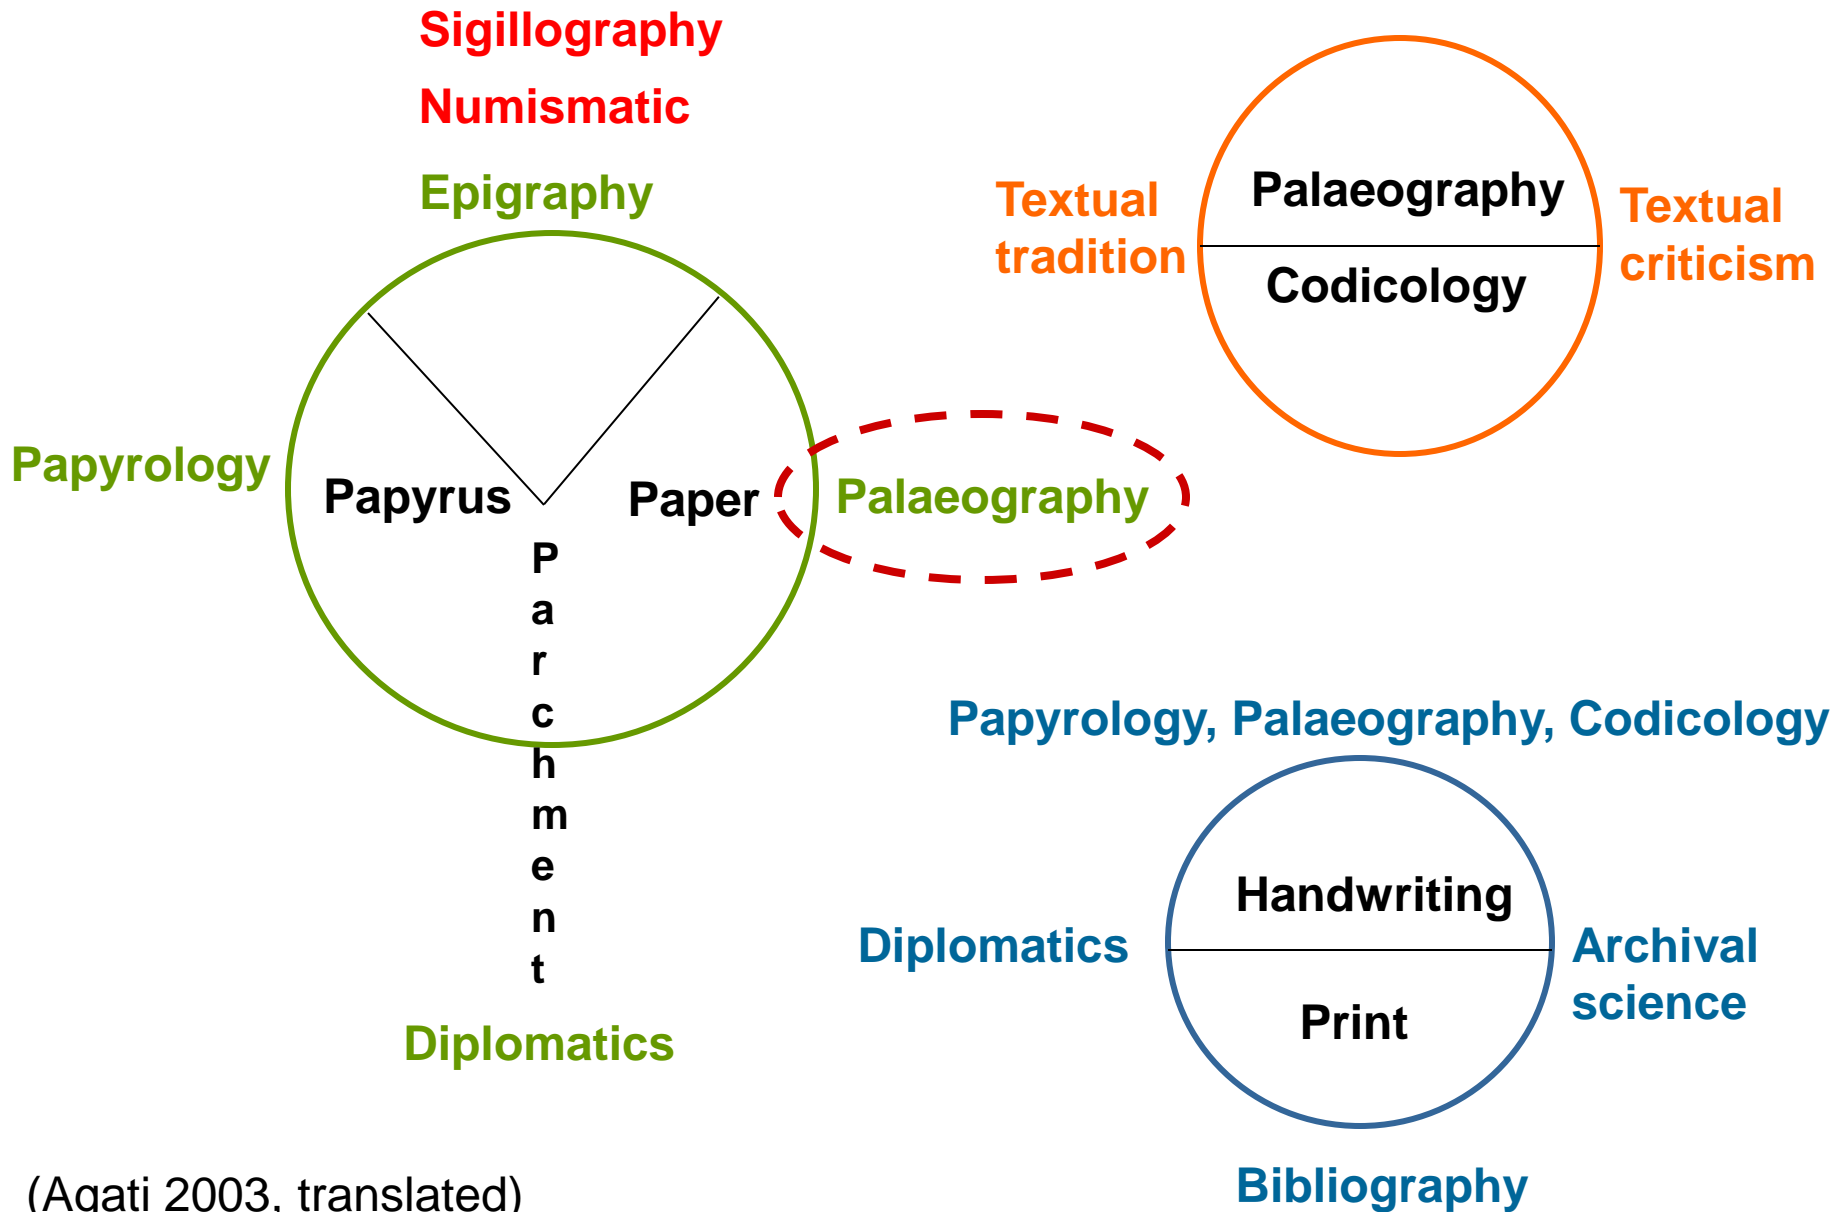 Sigillography
Numismatic
Epigraphy
Papyrology
Papyrus
Paper
Palaeography
Parchment
Diplomatics
Textual
tradition
Palaeography
Codicology
Textual
criticism
Papyrology, Palaeography, Codicology
Diplomatics
Handwriting
Print
Archival
science
Bibliography
(Agati 2003, translated)